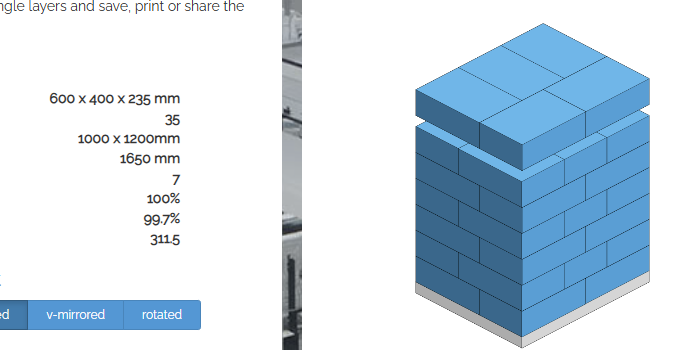 ngle layers and save, print or share the
600 x 400 x 235 mm
35
1000 x 1200mm
1650 mm
7
100%
99.7%
311.5
ed v-mirrored rotated